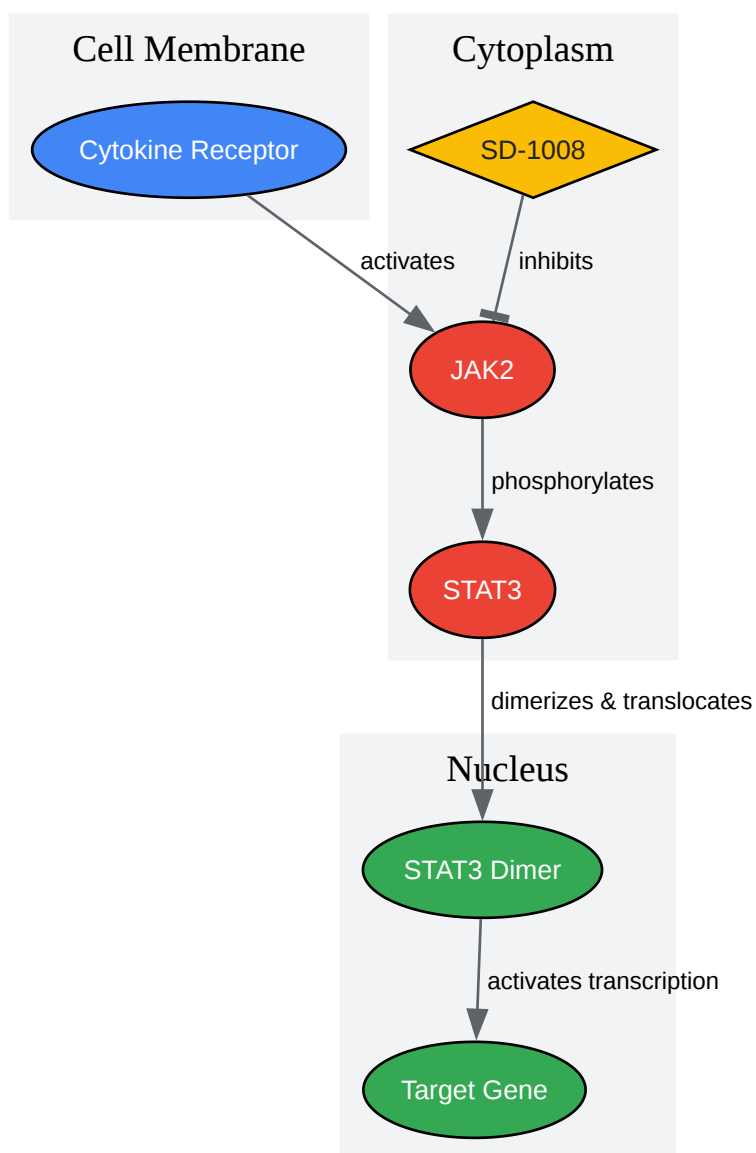 Cell Membrane
Cytoplasm
Cytokine Receptor
SD-1008
activates
inhibits
JAK2
phosphorylates
STAT3
dimerizes & translocates
Nucleus
STAT3 Dimer
activates transcription
Target Gene